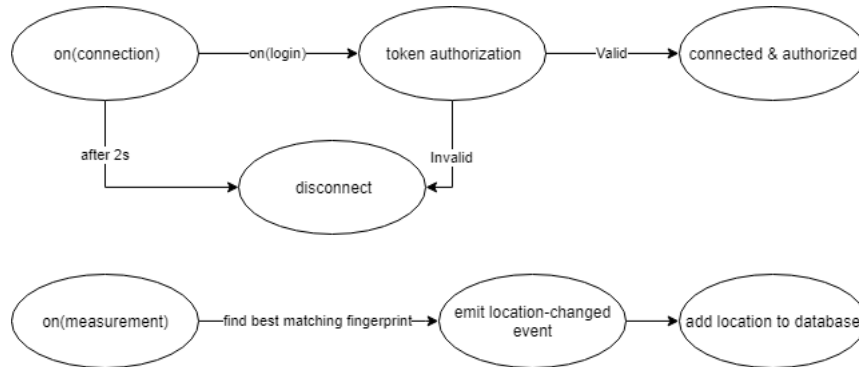 on(connection)
on(login)
token authorization
Valid
connected & authorized
after 2s
Invalid
disconnect
on(measurement)
find best matching fingerprint
emit location-changed
event
add location to database